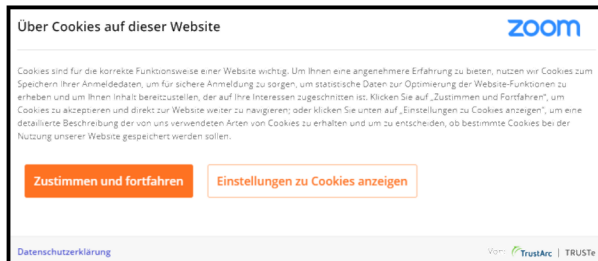 Über Cookies auf dieser Website
zoom
Cookies sind für die korrekte Funktionsweise einer Website wichtig. Um Ihnen eine angenehmere Erfahrung zu bieten, nutzen wir Cookies zum
Speichern Ihrer Anmeldedaten, um für sichere Anmeldung zu sorgen, um statistische Daten zur Optimierung der Website-Funktionen zu
erheben und um Ihnen Inhalt bereitzustellen, der auf Ihre Interessen zugeschnitten ist. Klicken Sie auf „Zustimmen und Fortfahren“, um
Cookies zu akzeptieren und direkt zur Website weiter zu navigieren; oder klicken Sie unten auf „Einstellungen zu Cookies anzeigen“, um eine
detaillierte Beschreibung der von uns verwendeten Arten von Cookies zu erhalten und um zu entscheiden, ob bestimmte Cookies bei der
Nutzung unserer Website gespeichert werden sollen.
Zustimmen und fortfahren
Einstellungen zu Cookies anzeigen
Datenschutzerklärung
Von: TrustArc | TRUSTe